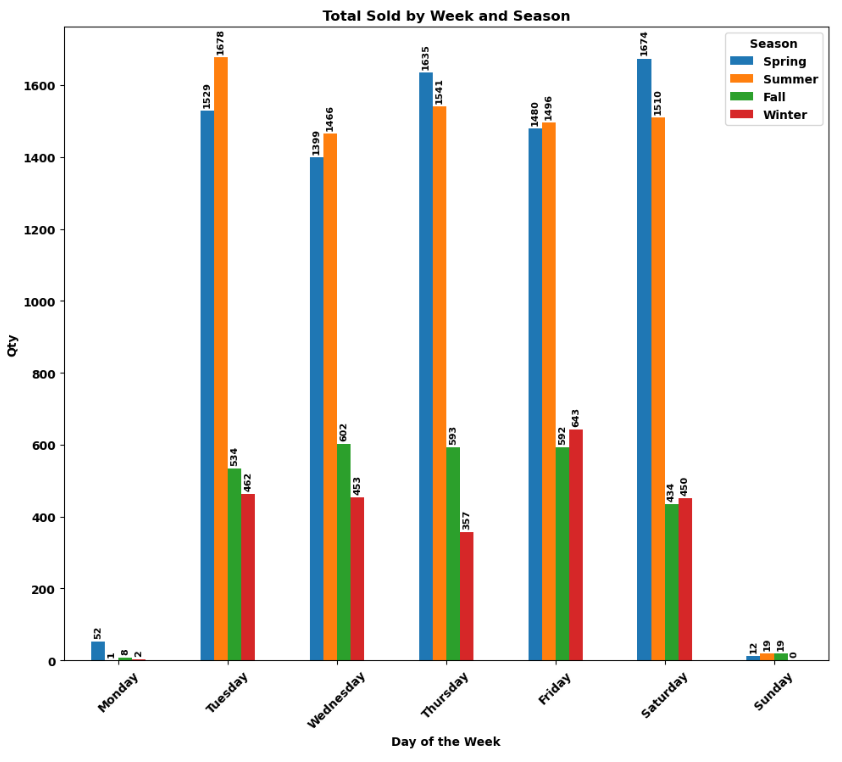 Total Sold by Week and Season
Season
Spring
Summer
Fall
Winter
Qty
1600
1400
1200
1000
800
600
400
200
0
52
1
8
2
1529
1678
534
462
1399
1466
602
453
1635
1541
593
357
1480
1496
592
643
1674
1510
434
450
12
19
19
0
Monday
Tuesday
Wednesday
Thursday
Friday
Saturday
Sunday
Day of the Week